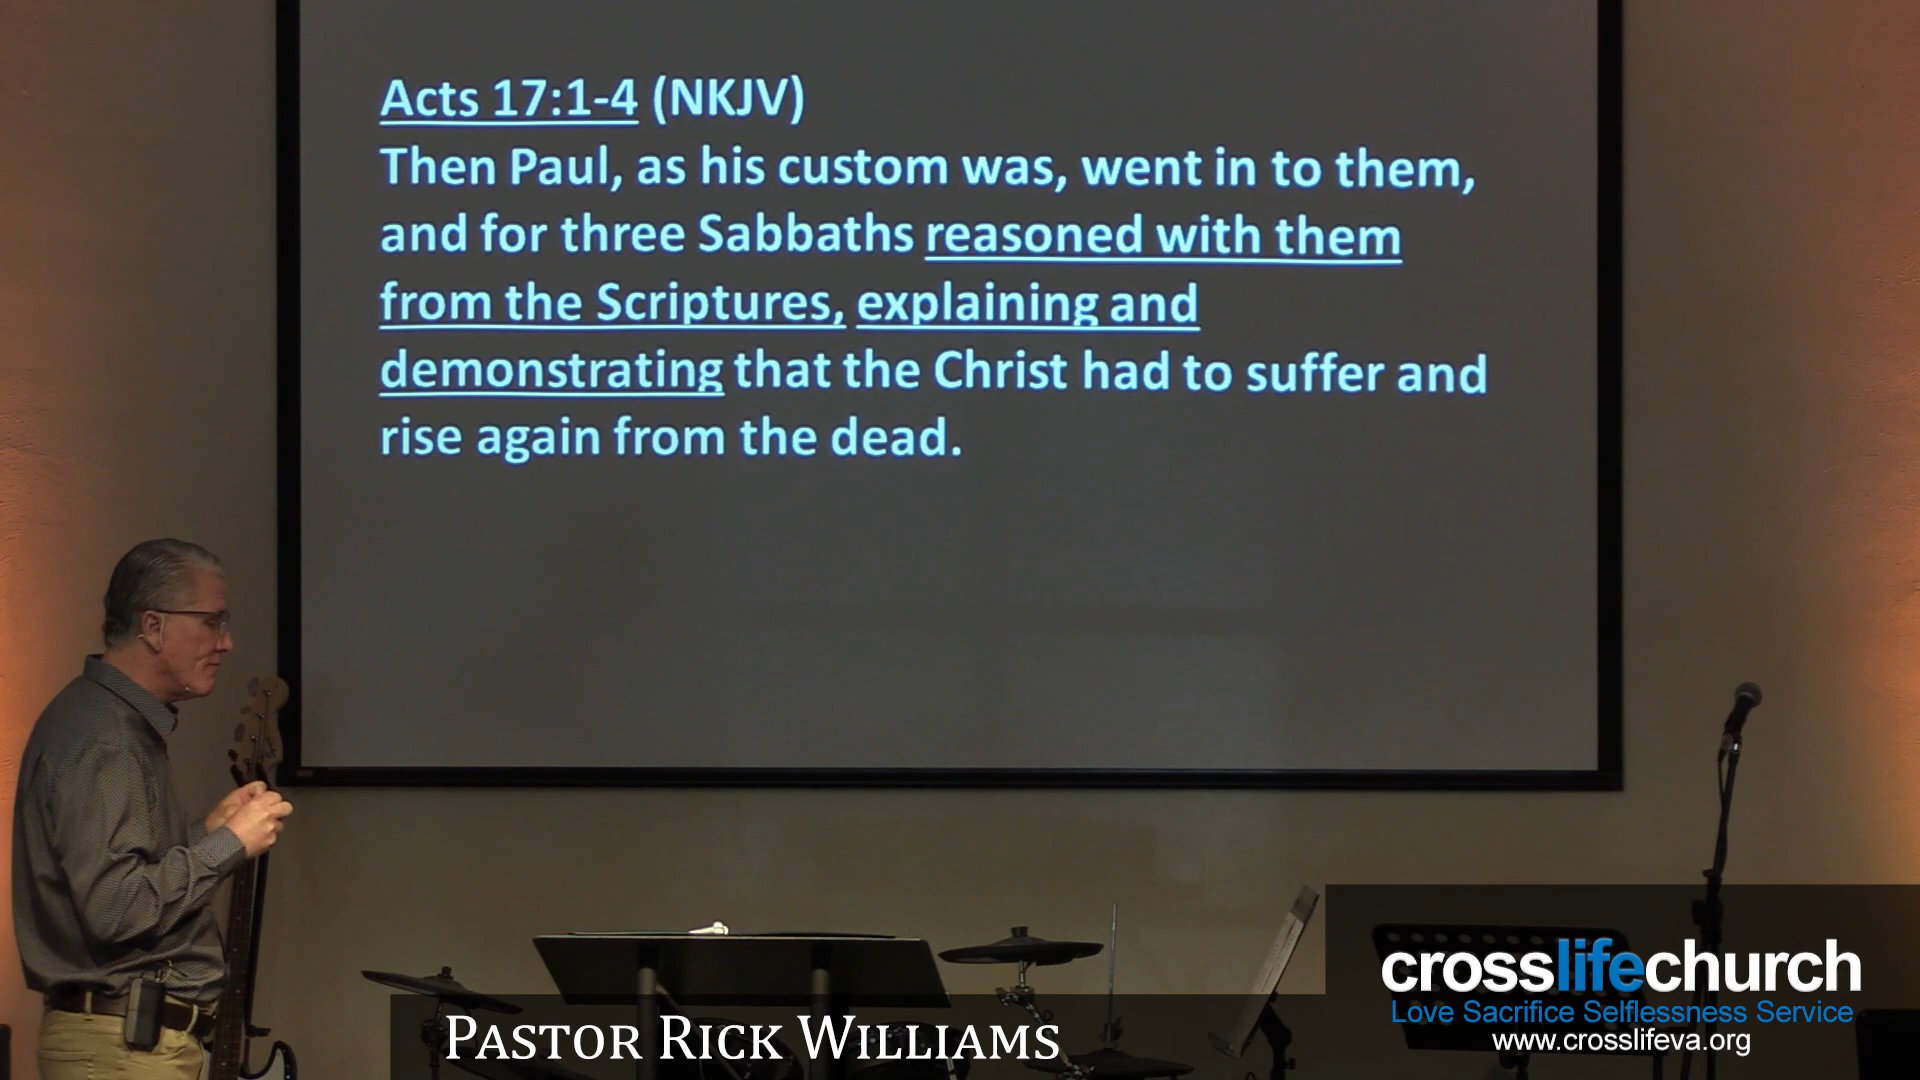 Acts 17:1-4 (NKJV)
Then Paul, as his custom was, went in to them,
and for three Sabbaths reasoned with them
from the Scriptures, explaining and
demonstrating that the Christ had to suffer and
rise again from the dead.
PASTOR RICK WILLIAMS
crosslifechurch
Love Sacrifice Selflessness Service
www.crosslifeva.org